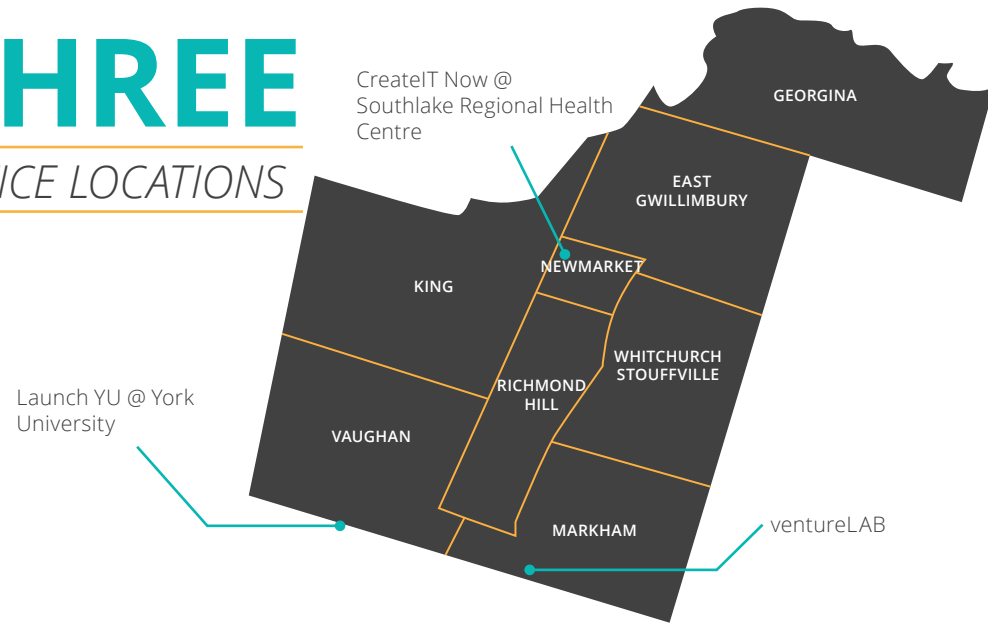 HREE
ICE LOCATIONS
CreateIT Now @
Southlake Regional Health
Centre
GEORGINA
EAST
GWILLIMBURY
NEWMARKET
KING
WHITCHURCH
STOUFFVILLE
RICHMOND
HILL
Launch YU @ York
University
VAUGHAN
MARKHAM
ventureLAB